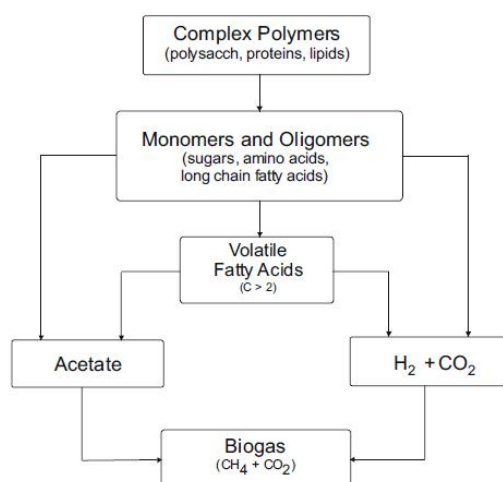 Complex Polymers
(polysacch, proteins, lipids)
Monomers and Oligomers
(sugars, amino acids,
long chain fatty acids)
Volatile
Fatty Acids
(C > 2)
Acetate
H₂ + CO₂
Biogas
(CH₄ + CO₂)